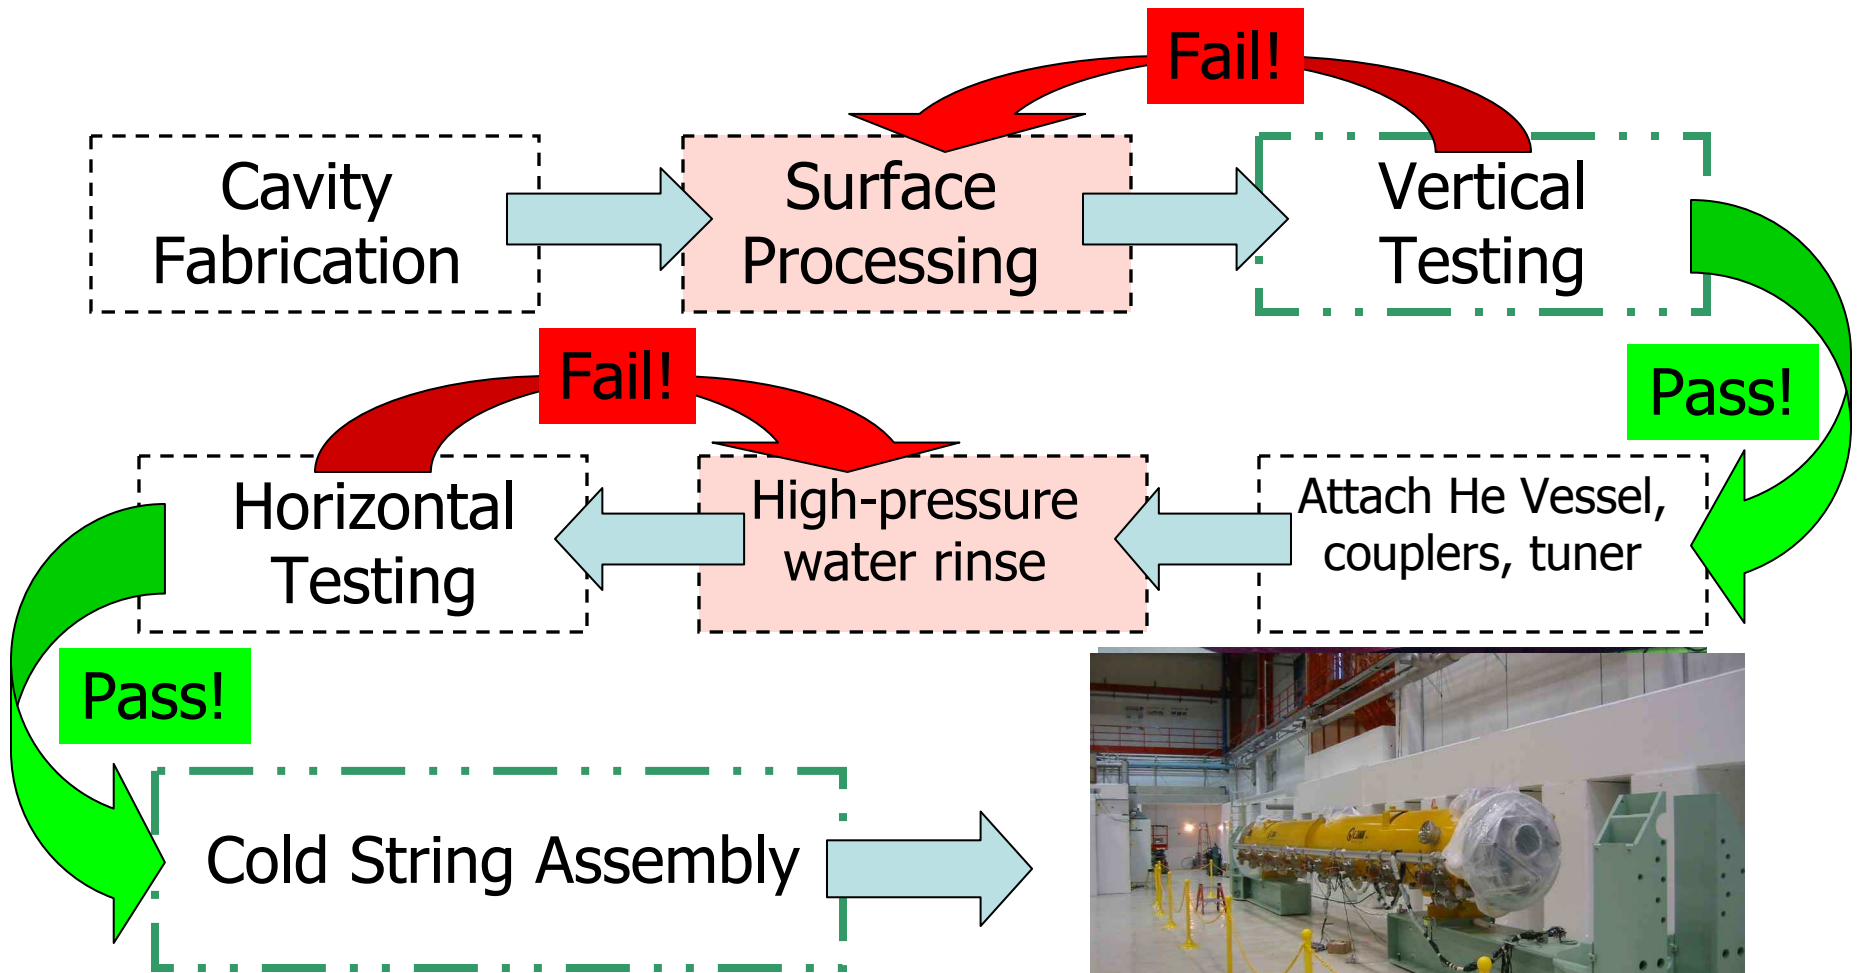 Fail!
Cavity
Fabrication
Surface
Processing
Vertical
Testing
Fail!
Pass!
Horizontal
Testing
High-pressure
water rinse
Attach He Vessel,
couplers, tuner
Pass!
Cold String Assembly